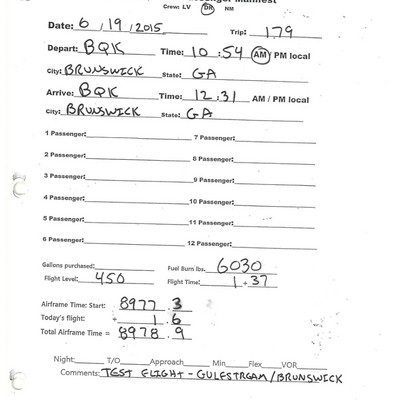 Passenger Manifest
Crew: LV DR NM
Date: 6 / 19 / 2015 Trip: 179
Depart: BQK Time: 10 : 54 AM / PM local
City: BRUNSWICK State: GA
Arrive: BQK Time: 12 : 31 AM / PM local
City: BRUNSWICK State: GA
1 Passenger: 7 Passenger:
2 Passenger: 8 Passenger:
3 Passenger: 9 Passenger:
4 Passenger: 10 Passenger:
5 Passenger: 11 Passenger:
6 Passenger: 12 Passenger:
Gallons purchased: Fuel Burn lbs. 6030
Flight Level: 450 Flight Time: 1 + 37
Airframe Time: Start: 8977 . 3
Today's flight: + 1 . 6
Total Airframe Time = 8978 . 9
Night: T/O Approach Min Flex VOR
Comments: TEST FLIGHT - GULFSTREAM / BRUNSWICK